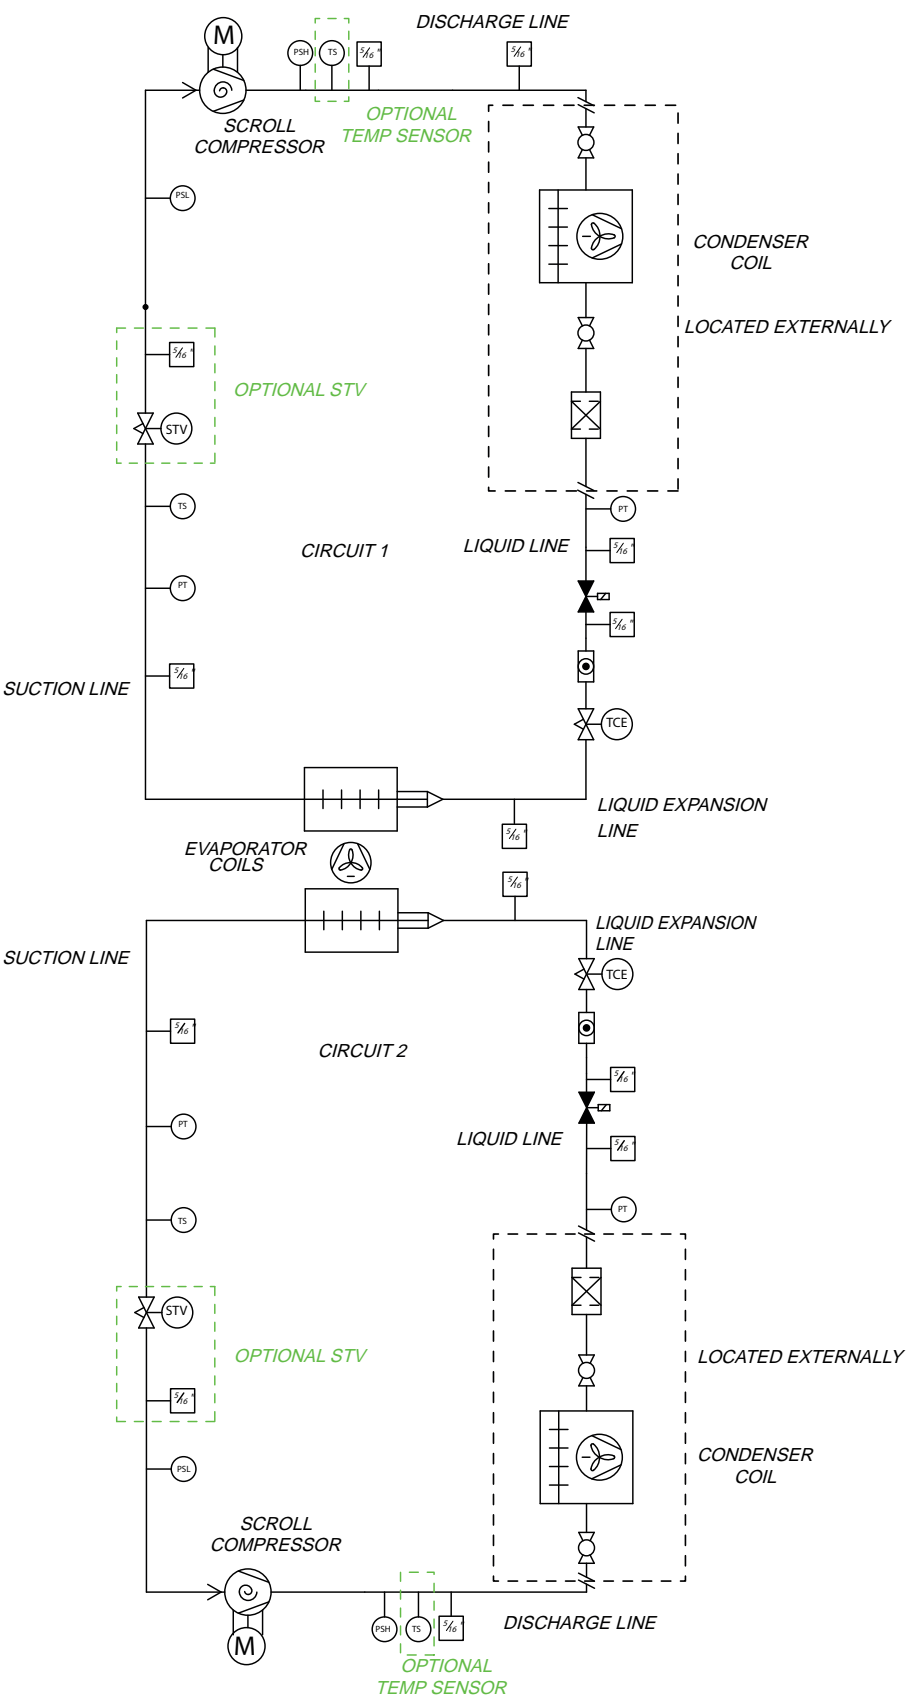 DISCHARGE LINE
M
PSH
TS
5/16 "
5/16 "
OPTIONAL
TEMP SENSOR
SCROLL
COMPRESSOR
PSL
CONDENSER
COIL
LOCATED EXTERNALLY
5/16 "
OPTIONAL STV
STV
TS
PT
CIRCUIT 1
LIQUID LINE
5/16 "
PT
5/16 "
5/16 "
SUCTION LINE
TCE
LIQUID EXPANSION
LINE
5/16 "
EVAPORATOR
COILS
5/16 "
LIQUID EXPANSION
LINE
SUCTION LINE
TCE
5/16 "
CIRCUIT 2
5/16 "
PT
LIQUID LINE
5/16 "
TS
PT
STV
OPTIONAL STV
LOCATED EXTERNALLY
5/16 "
CONDENSER
COIL
PSL
SCROLL
COMPRESSOR
M
PSH
TS
5/16 "
DISCHARGE LINE
OPTIONAL
TEMP SENSOR